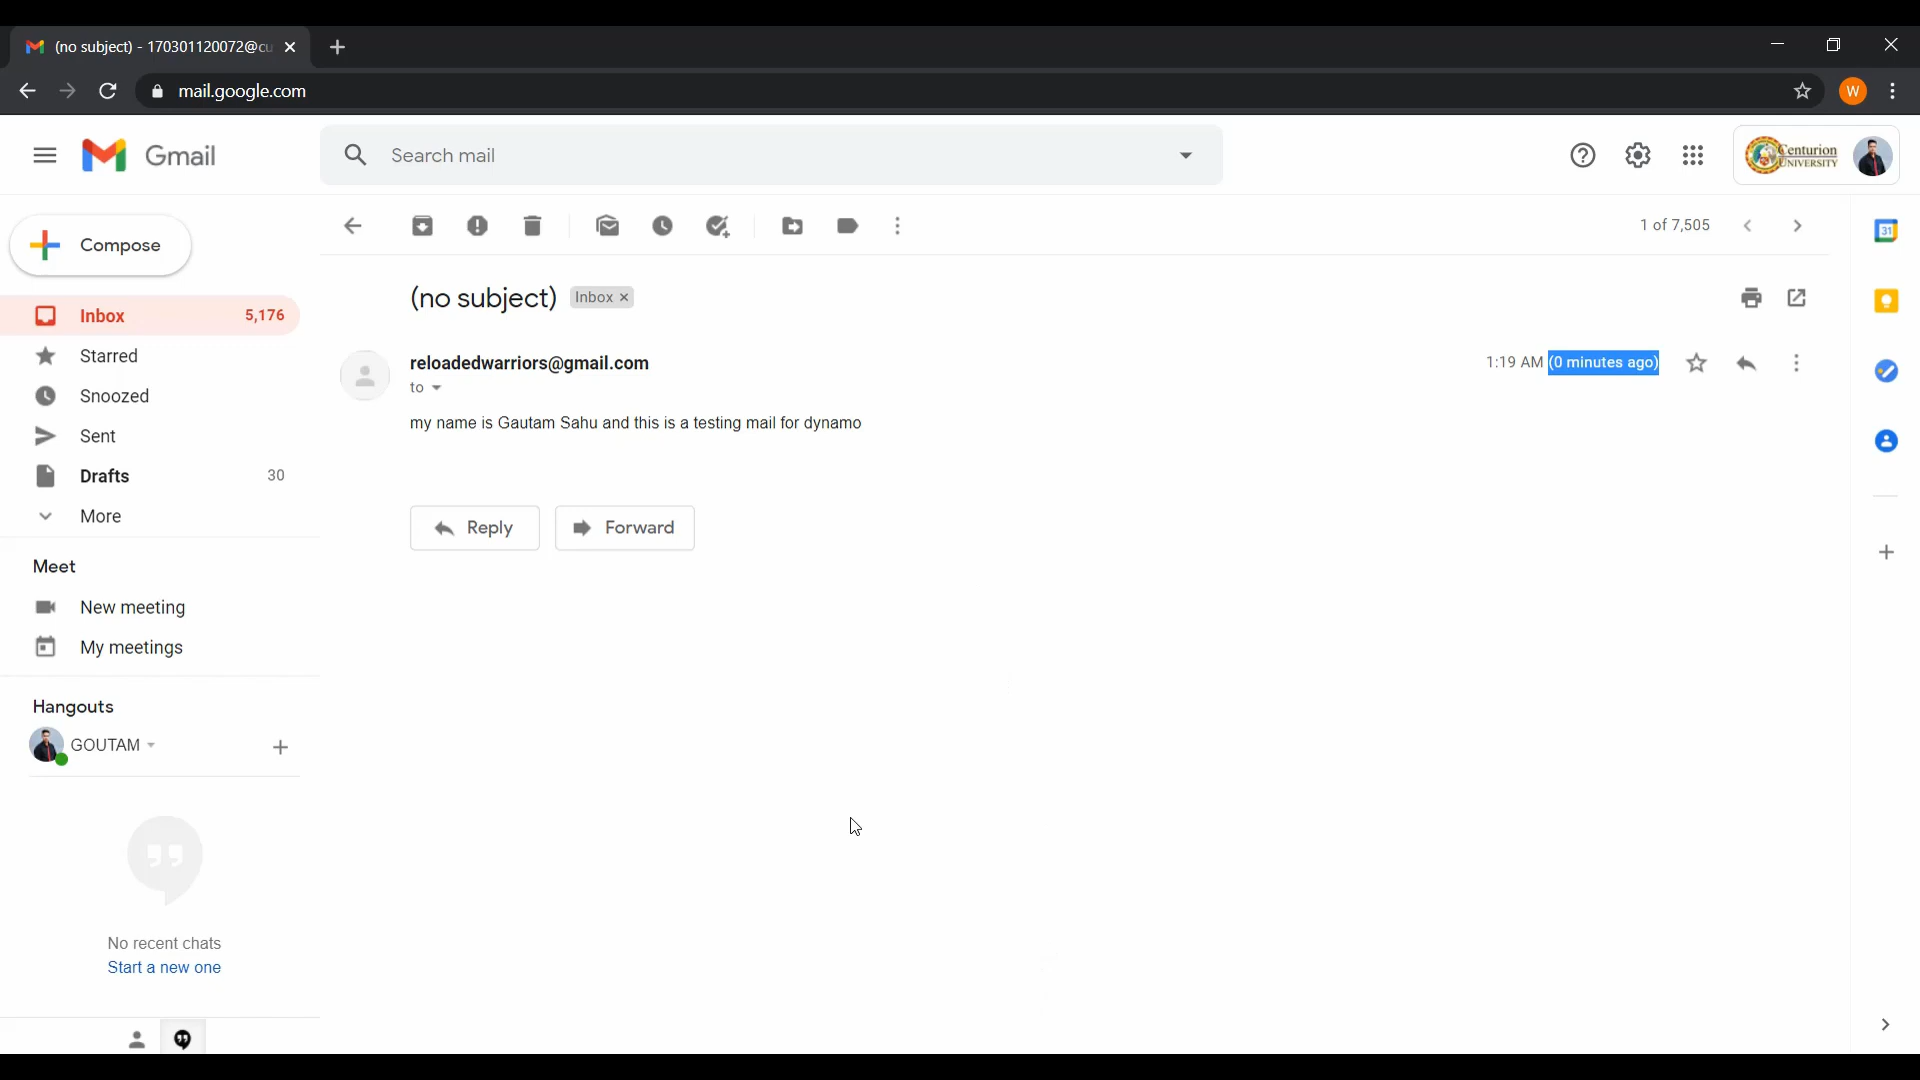 (no subject) - 170301120072@cu
mail.google.com
W
Gmail
Search mail
Centurion
UNIVERSITY
Compose
1 of 7,505
31
(no subject) Inbox
Inbox 5,176
Starred
Snoozed
Sent
Drafts 30
More
reloadedwarriors@gmail.com
1:19 AM (0 minutes ago)
to
my name is Gautam Sahu and this is a testing mail for dynamo
Reply
Forward
Meet
New meeting
My meetings
Hangouts
GOUTAM
No recent chats
Start a new one